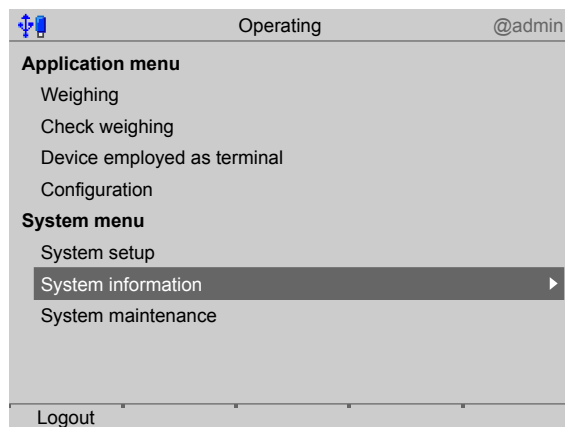 Operating @admin
Application menu
Weighing
Check weighing
Device employed as terminal
Configuration
System menu
System setup
System information
System maintenance
Logout